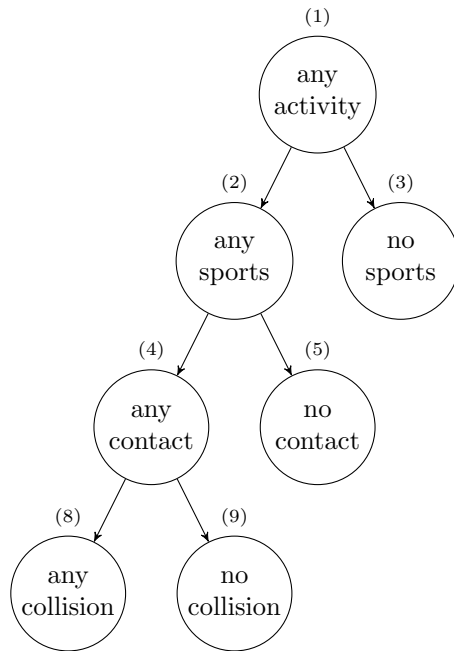 (1)
any
activity
(2)
(3)
any
sports
no
sports
(4)
(5)
any
contact
no
contact
(8)
(9)
any
collision
no
collision